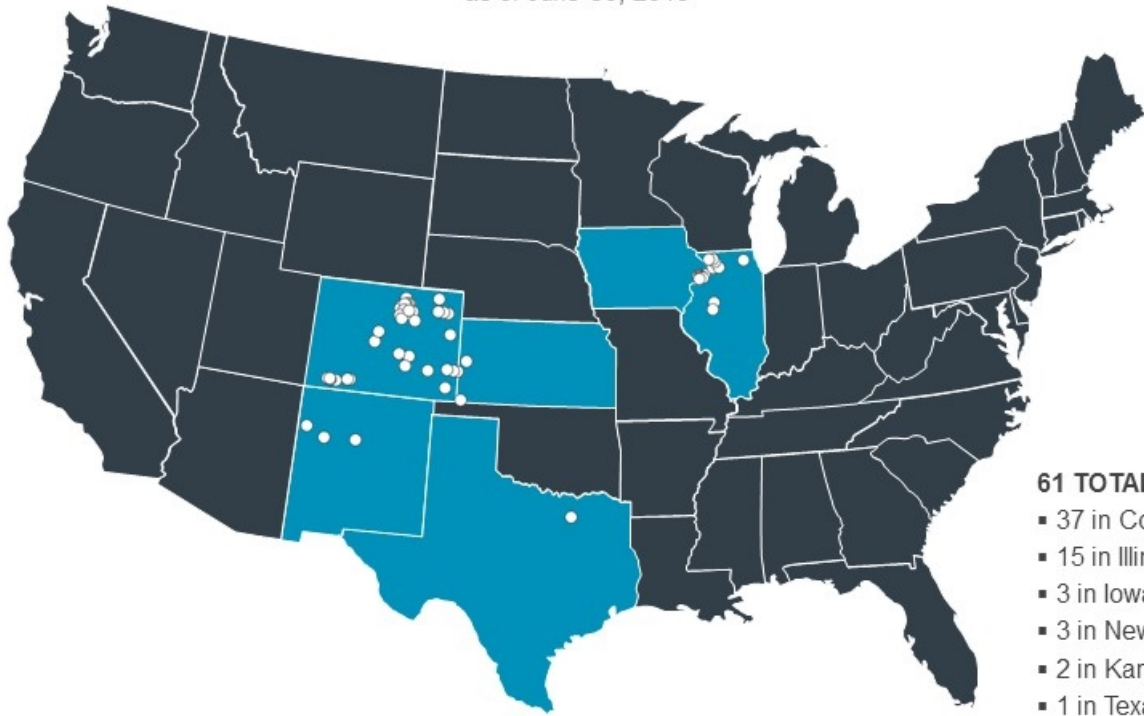 61 TOTAL
▪ 37 in Co
▪ 15 in Illin
▪ 3 in Iowa
▪ 3 in New
▪ 2 in Kan
▪ 1 in Texa